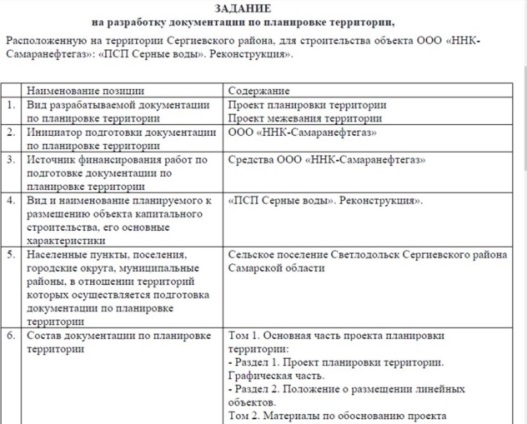 ЗАДАНИЕ
на разработку документации по планировке территории,
Расположенную на территории Сергиевского района, для строительства объекта ООО «ННК-
Самаранефтегаз»: «ПСП Серные воды». Реконструкция».
Наименование позиции
Содержание
1.
Вид разрабатываемой документации
по планировке территории
Проект планировки территории
Проект межевания территории
2.
Инициатор подготовки документации
по планировке территории
ООО «ННК-Самаранефтегаз»
3.
Источник финансирования работ по
подготовке документации по
планировке территории
Средства ООО «ННК-Самаранефтегаз»
4.
Вид и наименование планируемого к
размещению объекта капитального
строительства, его основные
характеристики
«ПСП Серные воды». Реконструкция».
5.
Населенные пункты, поселения,
городские округа, муниципальные
районы, в отношении территорий
которых осуществляется подготовка
документации по планировке
территории
Сельское поселение Светлодольск Сергиевского района
Самарской области
6.
Состав документации по планировке
территории
Том 1. Основная часть проекта планировки
территории:
- Раздел 1. Проект планировки территории.
Графическая часть.
- Раздел 2. Положение о размещении линейных
объектов.
Том 2. Материалы по обоснованию проекта